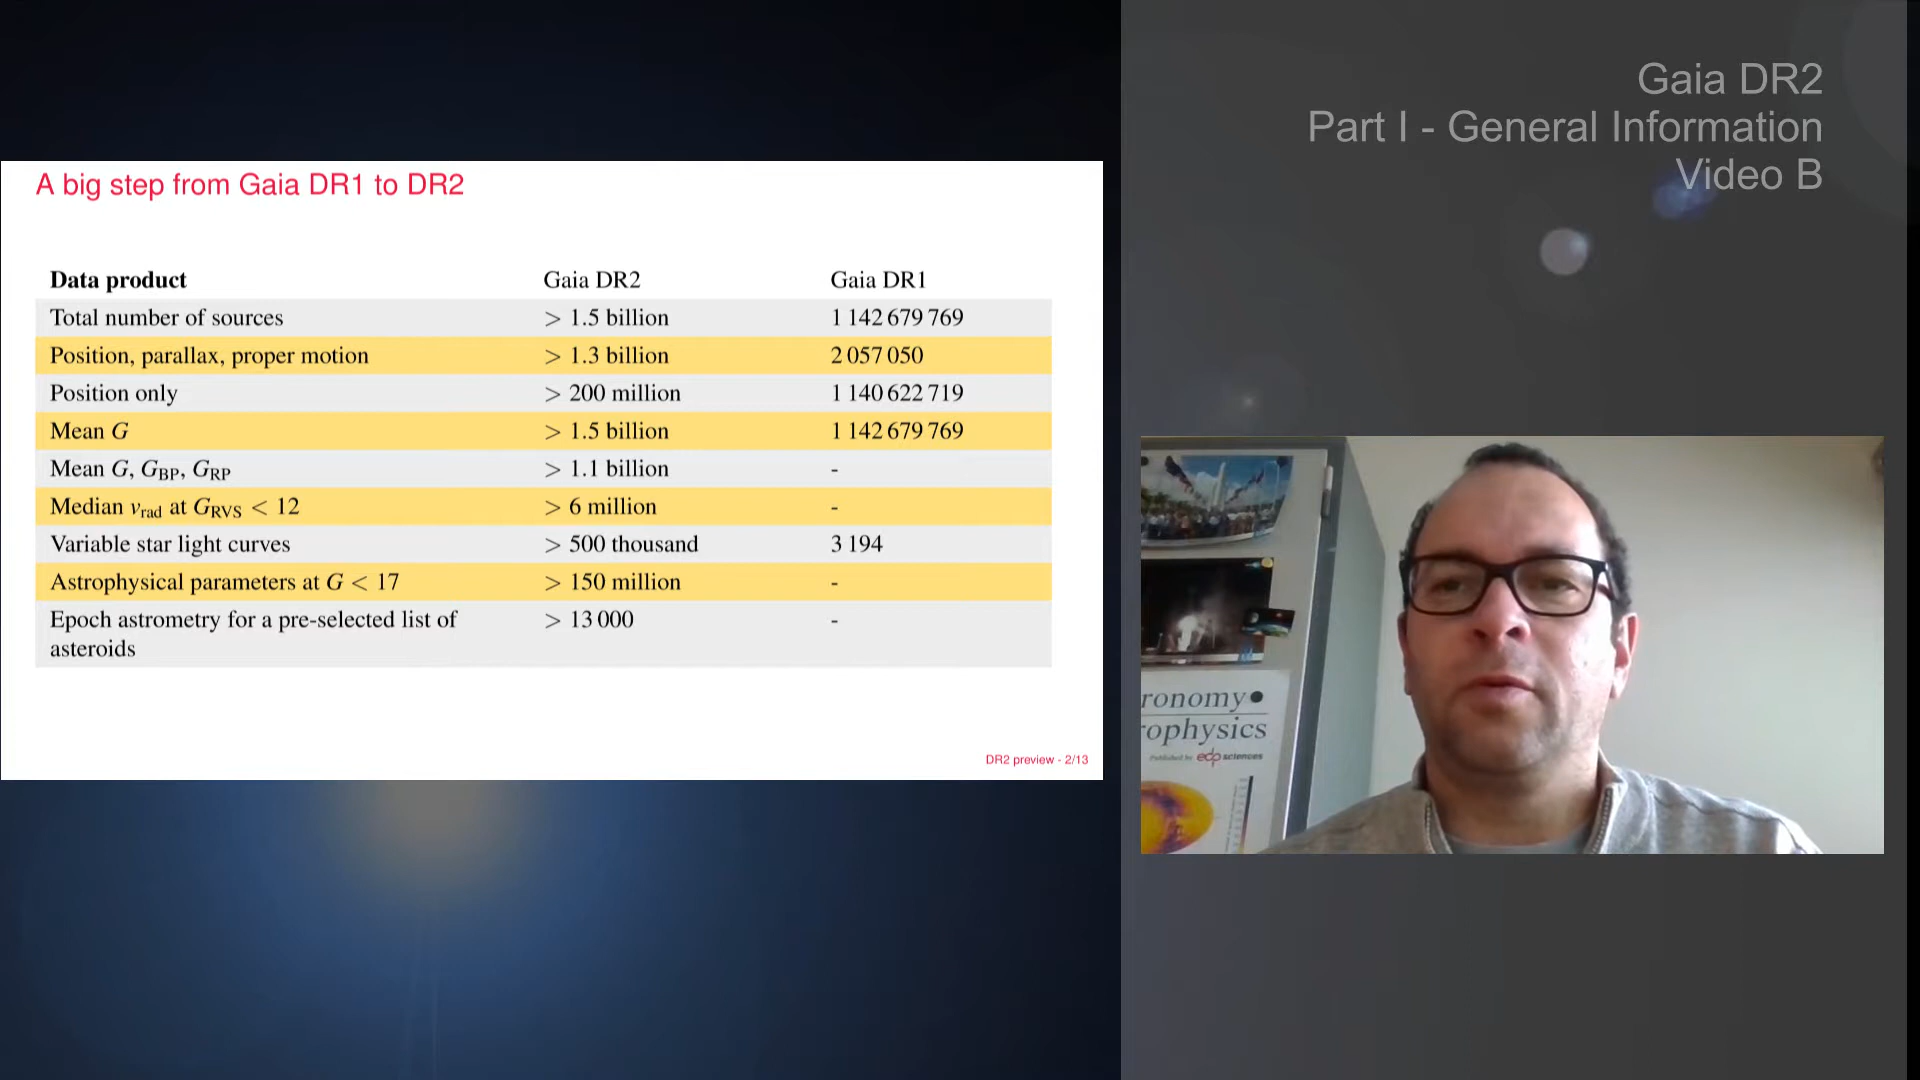 Gaia DR2
Part I - General Information
Video B
A big step from Gaia DR1 to DR2
Data product Gaia DR2 Gaia DR1
Total number of sources > 1.5 billion 1 142 679 769
Position, parallax, proper motion > 1.3 billion 2 057 050
Position only > 200 million 1 140 622 719
Mean G > 1.5 billion 1 142 679 769
Mean G, GBP, GRP > 1.1 billion -
Median vrad at GRVS < 12 > 6 million -
Variable star light curves > 500 thousand 3 194
Astrophysical parameters at G < 17 > 150 million -
Epoch astrometry for a pre-selected list of > 13 000 -
asteroids
DR2 preview - 2/13
ronomy
rophysics
Published by edp sciences